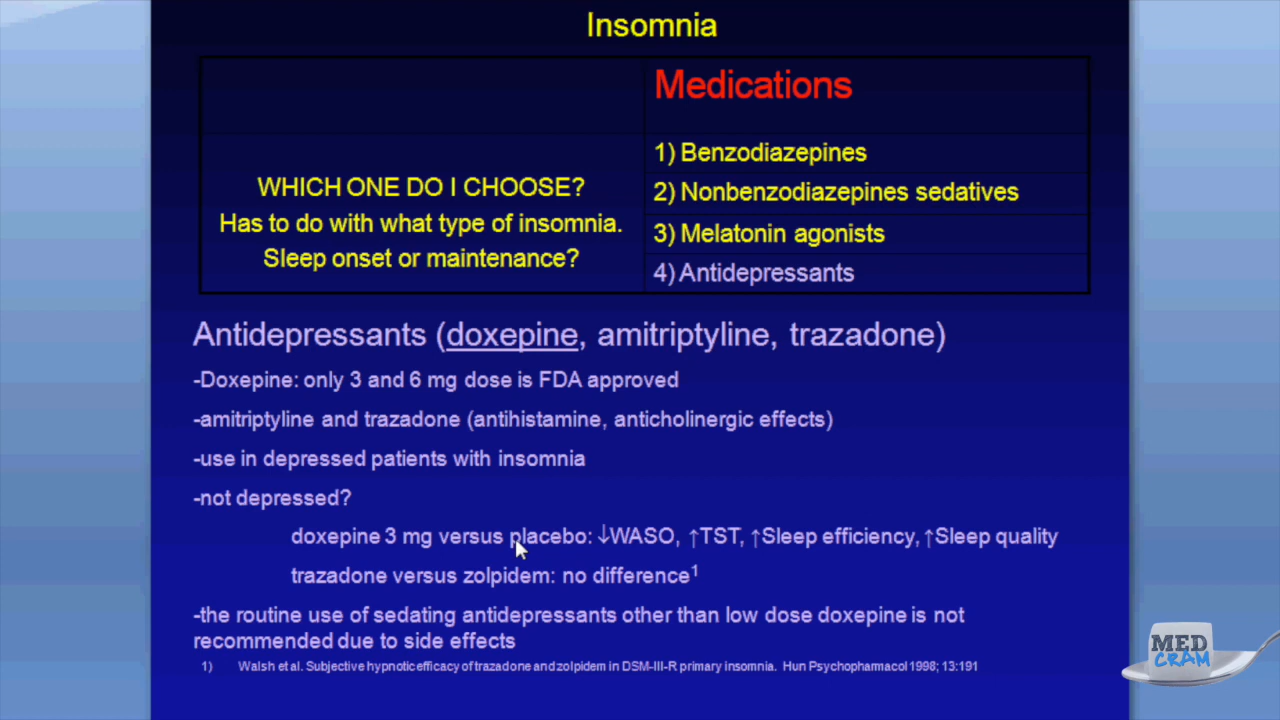 Insomnia
Medications
WHICH ONE DO I CHOOSE?
Has to do with what type of insomnia.
Sleep onset or maintenance?
1) Benzodiazepines
2) Nonbenzodiazepines sedatives
3) Melatonin agonists
4) Antidepressants
Antidepressants (doxepine, amitriptyline, trazadone)
-Doxepine: only 3 and 6 mg dose is FDA approved
-amitriptyline and trazadone (antihistamine, anticholinergic effects)
-use in depressed patients with insomnia
-not depressed?
doxepine 3 mg versus placebo: ↓WASO, ↑TST, ↑Sleep efficiency, ↑Sleep quality
trazadone versus zolpidem: no difference¹
-the routine use of sedating antidepressants other than low dose doxepine is not
recommended due to side effects
1) Walsh et al. Subjective hypnotic efficacy of trazadone and zolpidem in DSM-III-R primary insomnia. Hun Psychopharmacol 1998; 13:191
MED
CRAM